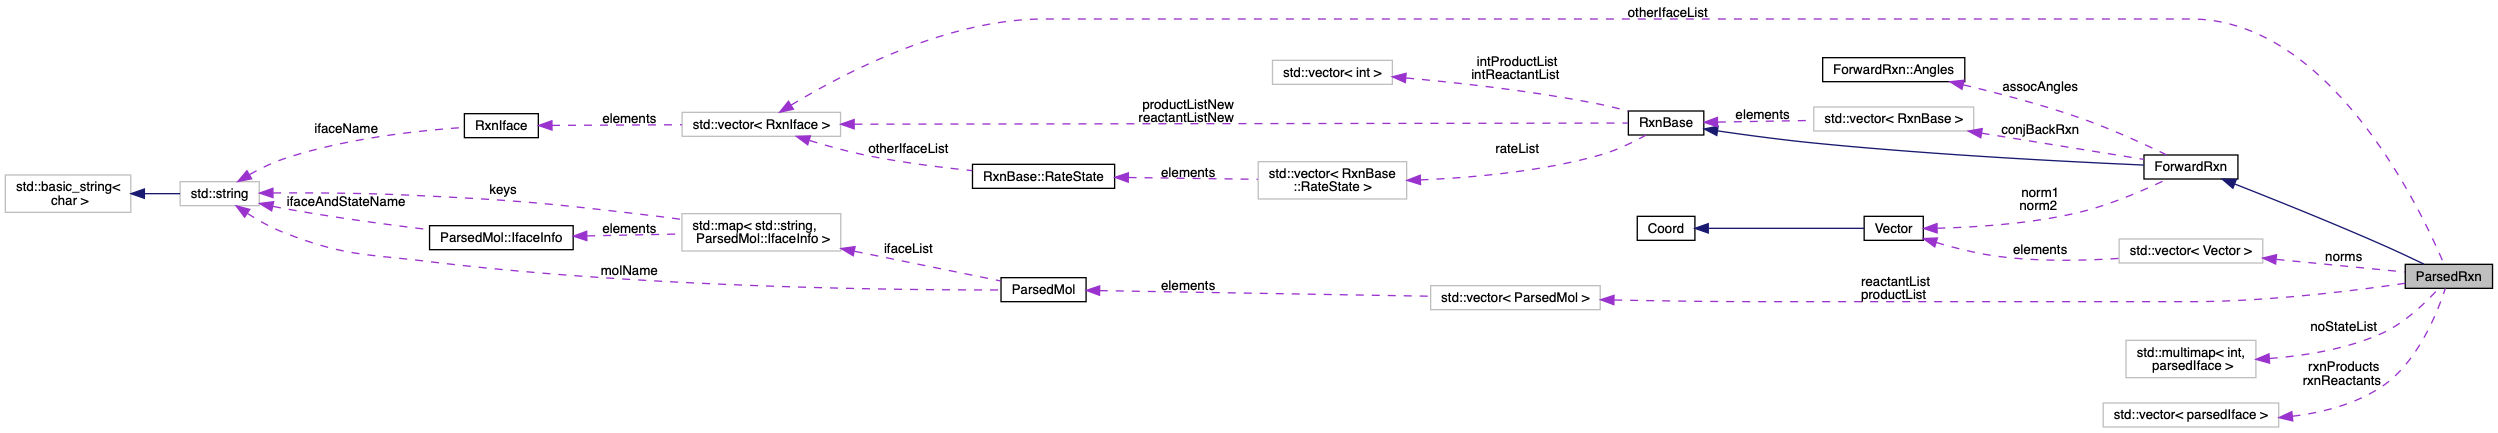 otherIfaceList
intProductList
intReactantList
std::vector< int >
ForwardRxn::Angles
assocAngles
productListNew
reactantListNew
elements
RxnIface
ifaceName
elements
std::vector< RxnIface >
RxnBase
elements
std::vector< RxnBase >
conjBackRxn
otherIfaceList
rateList
ForwardRxn
RxnBase::RateState
elements
std::vector< RxnBase
::RateState >
std::basic_string<
char >
std::string
keys
ifaceAndStateName
norm1
norm2
ParsedMol::IfaceInfo
elements
std::map< std::string,
ParsedMol::IfaceInfo >
ifaceList
Coord
Vector
elements
std::vector< Vector >
norms
ParsedRxn
molName
ParsedMol
elements
std::vector< ParsedMol >
reactantList
productList
noStateList
std::multimap< int,
parsedIface >
rxnProducts
rxnReactants
std::vector< parsedIface >